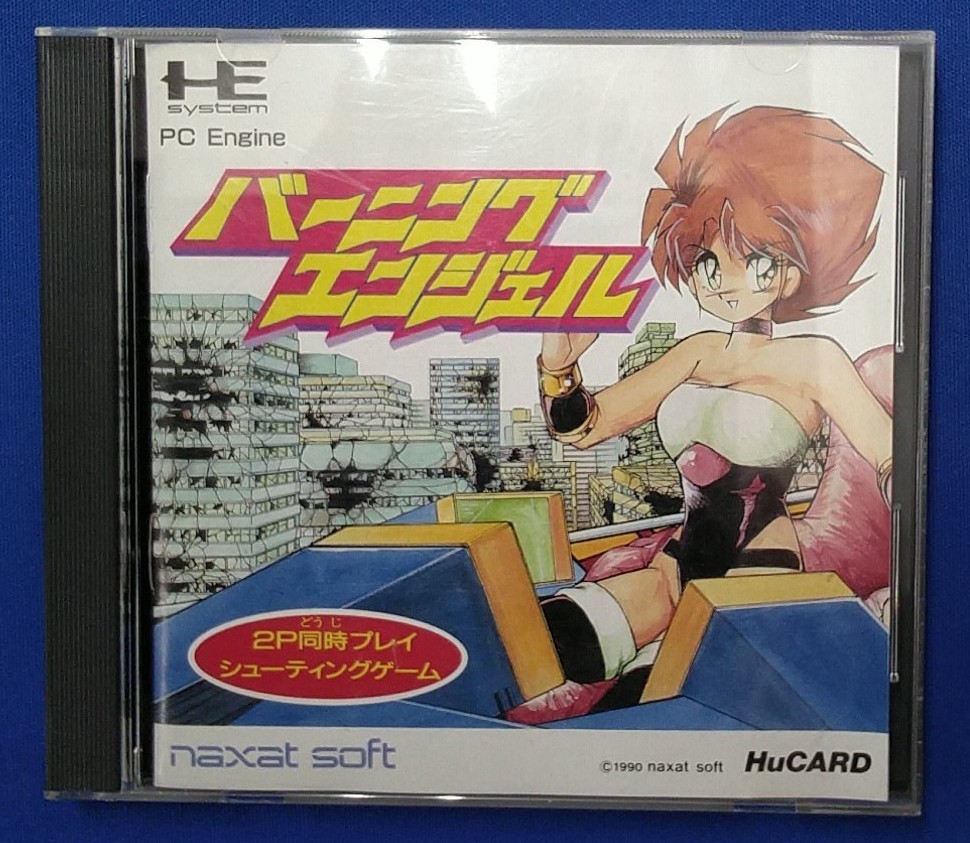 HE
system
PC Engine
バーニング
エンジェル
どうじ
2P同時プレイ
シューティングゲーム
naxat soft
©1990 naxat soft
HuCARD